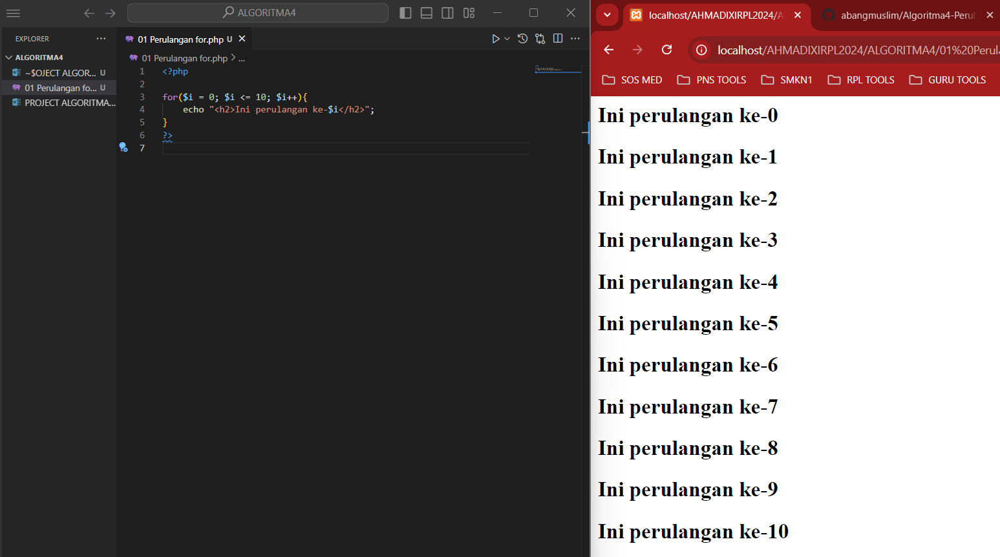 ALGORITMA4
EXPLORER
ALGORITMA4
~$OJECT ALGOR... U
01 Perulangan fo... U
PROJECT ALGORITMA...
01 Perulangan for.php U
01 Perulangan for.php > ...
1 <?php
2
3 for($i = 0; $i <= 10; $i++){
4 echo "<h2>Ini perulangan ke-$i</h2>";
5 }
6 ?>
7
localhost/AHMADIXIRPL2024/A
abangmuslim/Algoritma4-Perul
localhost/AHMADIXIRPL2024/ALGORITMA4/01%20Perul
SOS MED PNS TOOLS SMKN1 RPL TOOLS GURU TOOLS
Ini perulangan ke-0
Ini perulangan ke-1
Ini perulangan ke-2
Ini perulangan ke-3
Ini perulangan ke-4
Ini perulangan ke-5
Ini perulangan ke-6
Ini perulangan ke-7
Ini perulangan ke-8
Ini perulangan ke-9
Ini perulangan ke-10